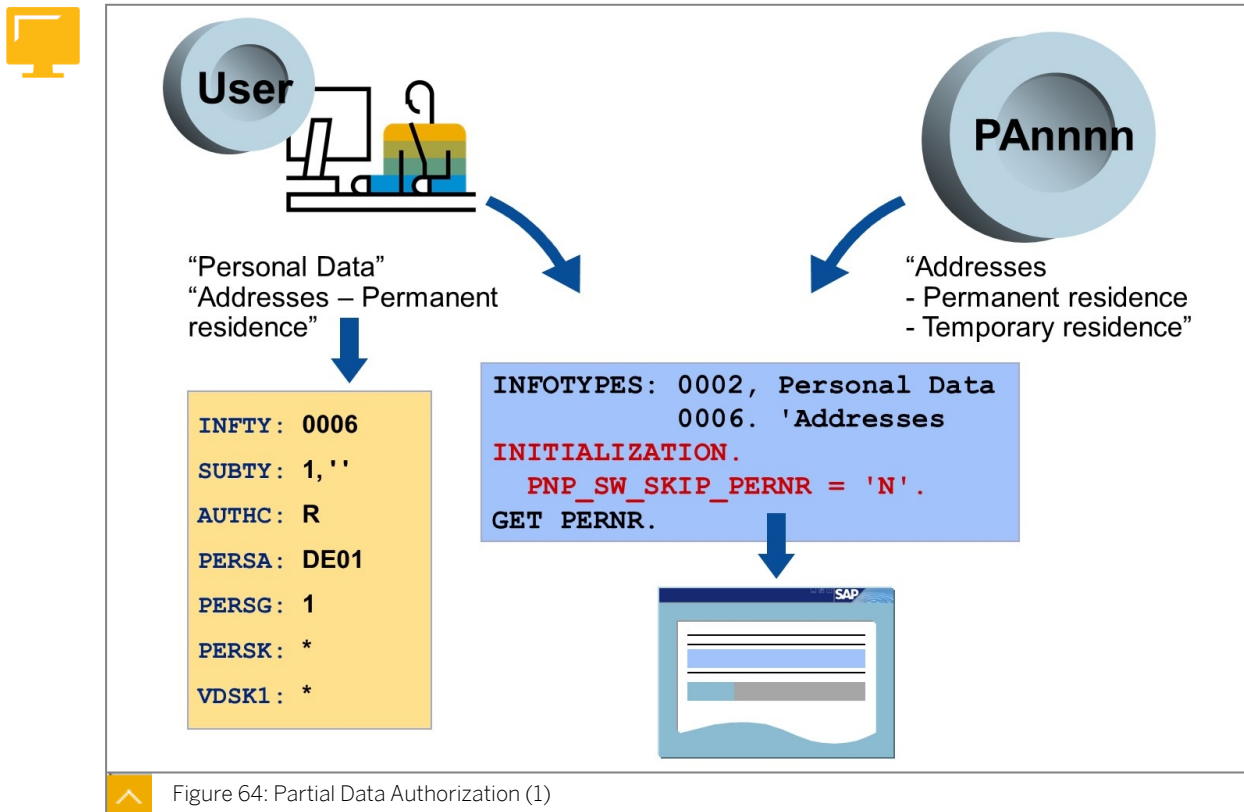 User
PAnnnn
“Personal Data”
“Addresses – Permanent
residence”
“Addresses
- Permanent residence
- Temporary residence”
INFTY: 0006
SUBTY: 1, ' '
AUTHC: R
PERSA: DE01
PERSG: 1
PERSK: *
VDSK1: *
INFOTYPES: 0002, Personal Data
0006. 'Addresses
INITIALIZATION.
PNP_SW_SKIP_PERNR = 'N'.
GET PERNR.
SAP
Figure 64: Partial Data Authorization (1)